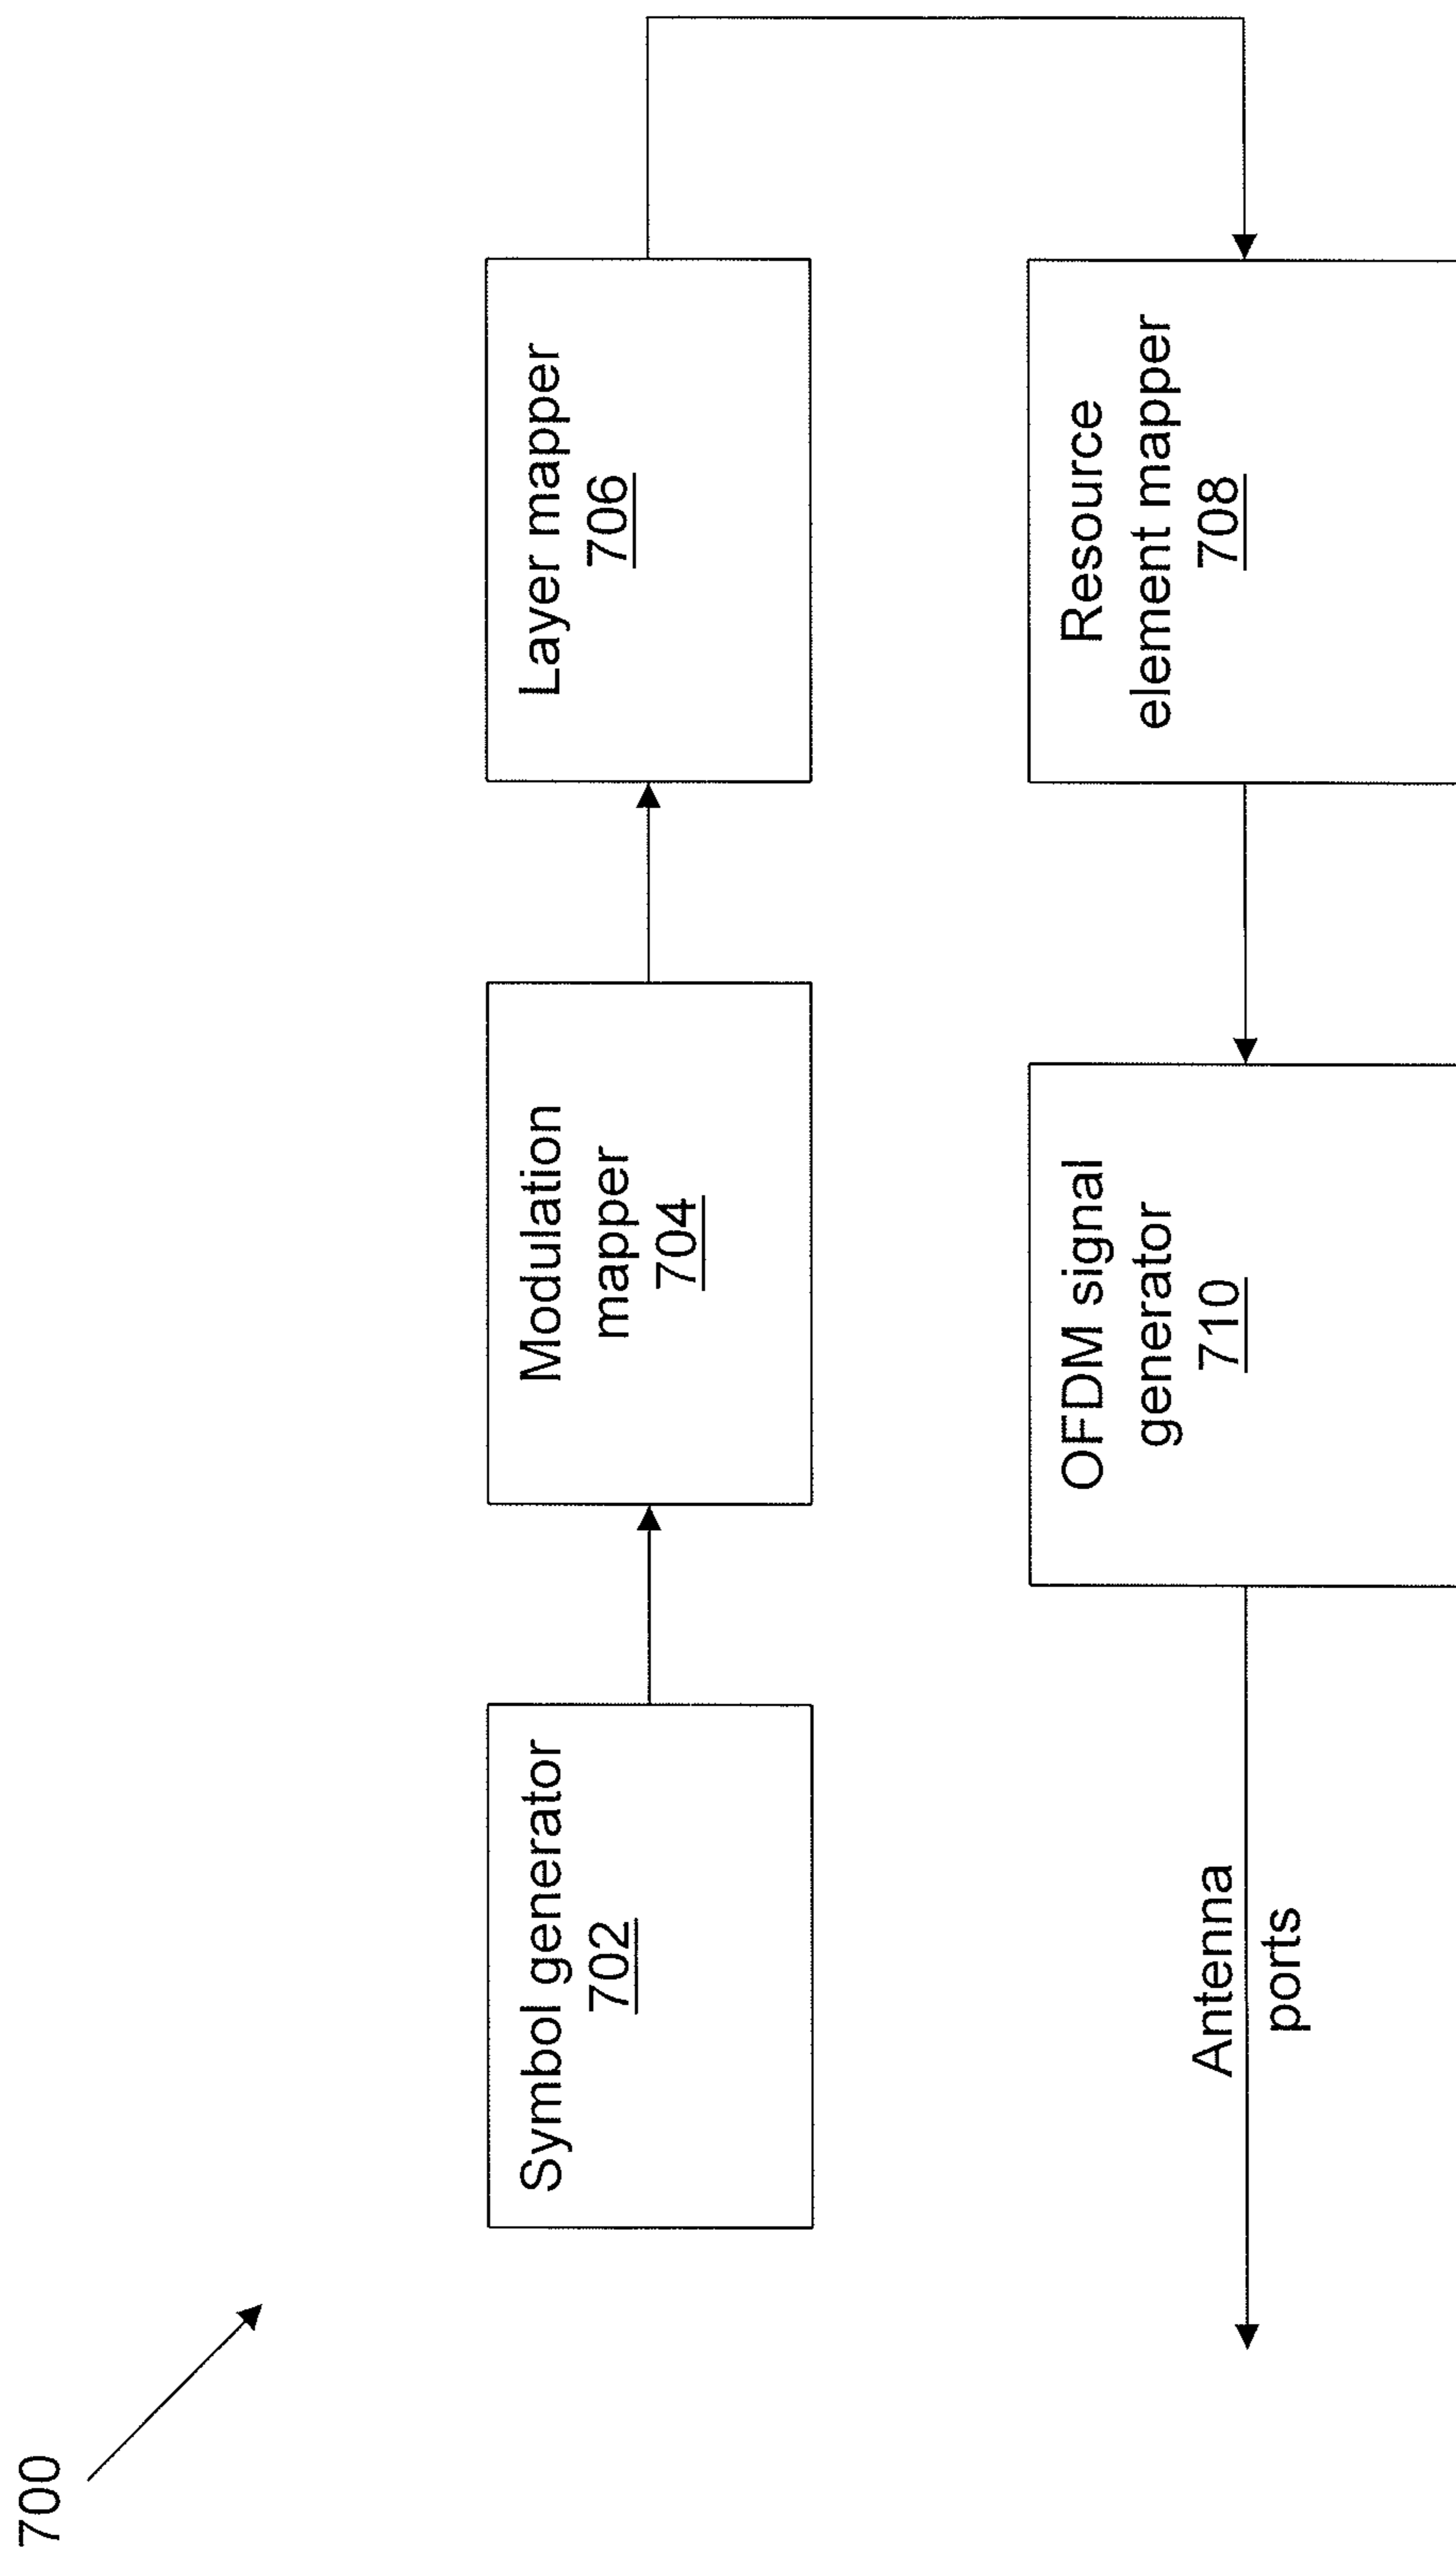 700
Symbol generator
702
Modulation
mapper
704
Layer mapper
706
Resource
element mapper
708
OFDM signal
generator
710
Antenna
ports